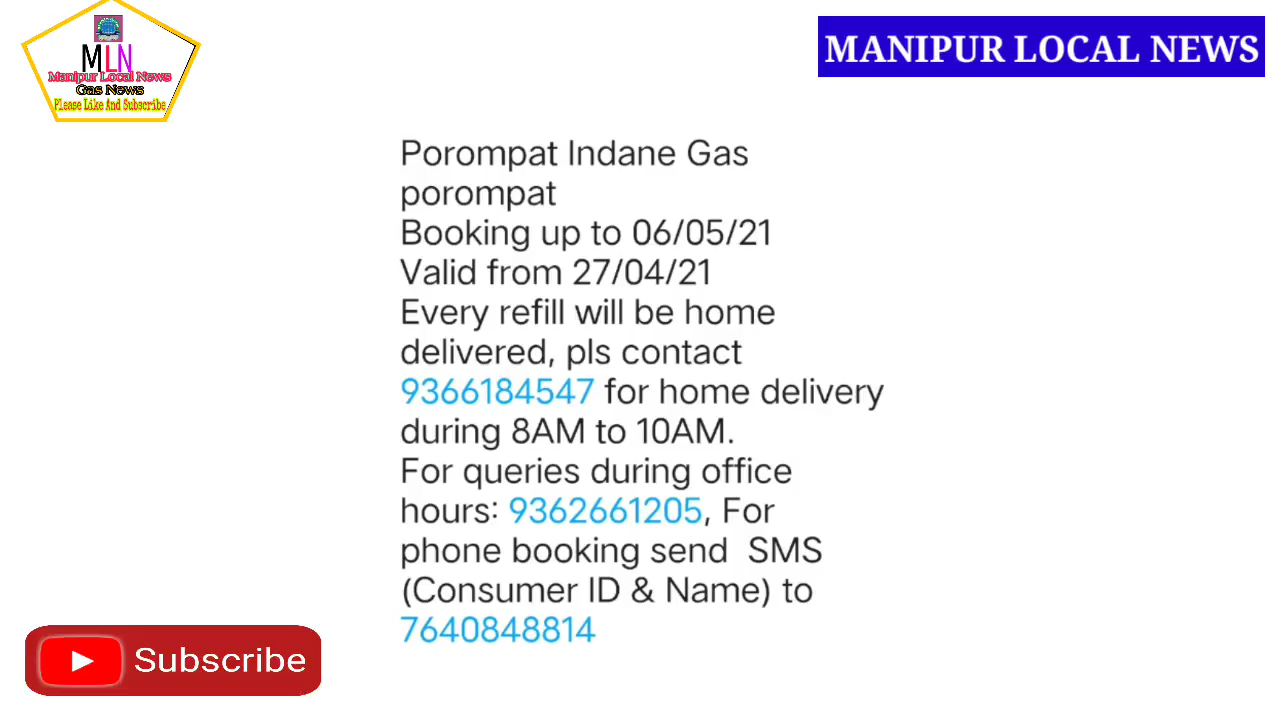 MLN
Manipur Local News
Gas News
Please Like And Subscribe
MANIPUR LOCAL NEWS
Porompat Indane Gas
porompat
Booking up to 06/05/21
Valid from 27/04/21
Every refill will be home
delivered, pls contact
9366184547 for home delivery
during 8AM to 10AM.
For queries during office
hours: 9362661205, For
phone booking send  SMS
(Consumer ID & Name) to
7640848814
Subscribe